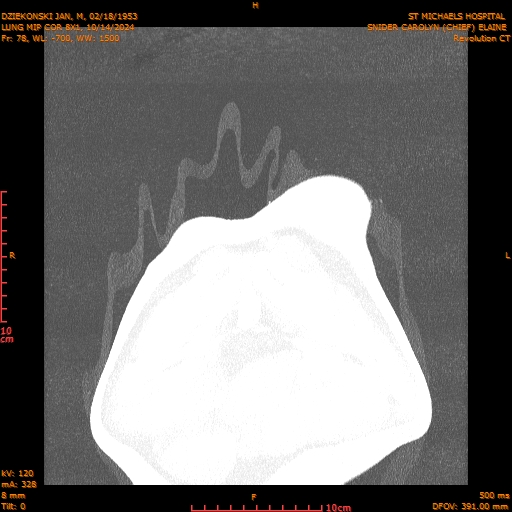 H
DZIEKONSKI JAN, M, 02/18/1953
ST MICHAELS HOSPITAL
LUNG MIP COR 8X1, 10/14/2024
SNIDER CAROLYN (CHIEF) ELAINE
Fr: 78, WL: -700, WW: 1500
Revolution CT
R
L
10
cm
kV: 120
mA: 328
8 mm
Tilt: 0
F
10cm
500 ms
DFOV: 391.00 mm